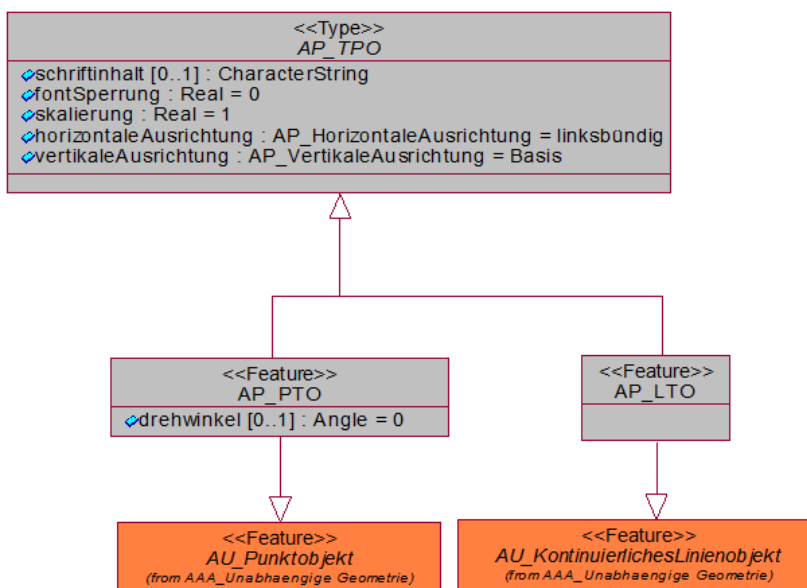 <<Type>>
AP_TPO
schriftinhalt [0..1] : CharacterString
fontSperrung : Real = 0
skalierung : Real = 1
horizontaleAusrichtung : AP_HorizontaleAusrichtung = linksbündig
vertikaleAusrichtung : AP_VertikaleAusrichtung = Basis
<<Feature>>
AP_PTO
drehwinkel [0..1] : Angle = 0
<<Feature>>
AP_LTO
<<Feature>>
AU_Punktobjekt
(from AAA_Unabhaengige Geometrie)
<<Feature>>
AU_KontinuierlichesLinienobjekt
(from AAA_Unabhaengige Geometrie)